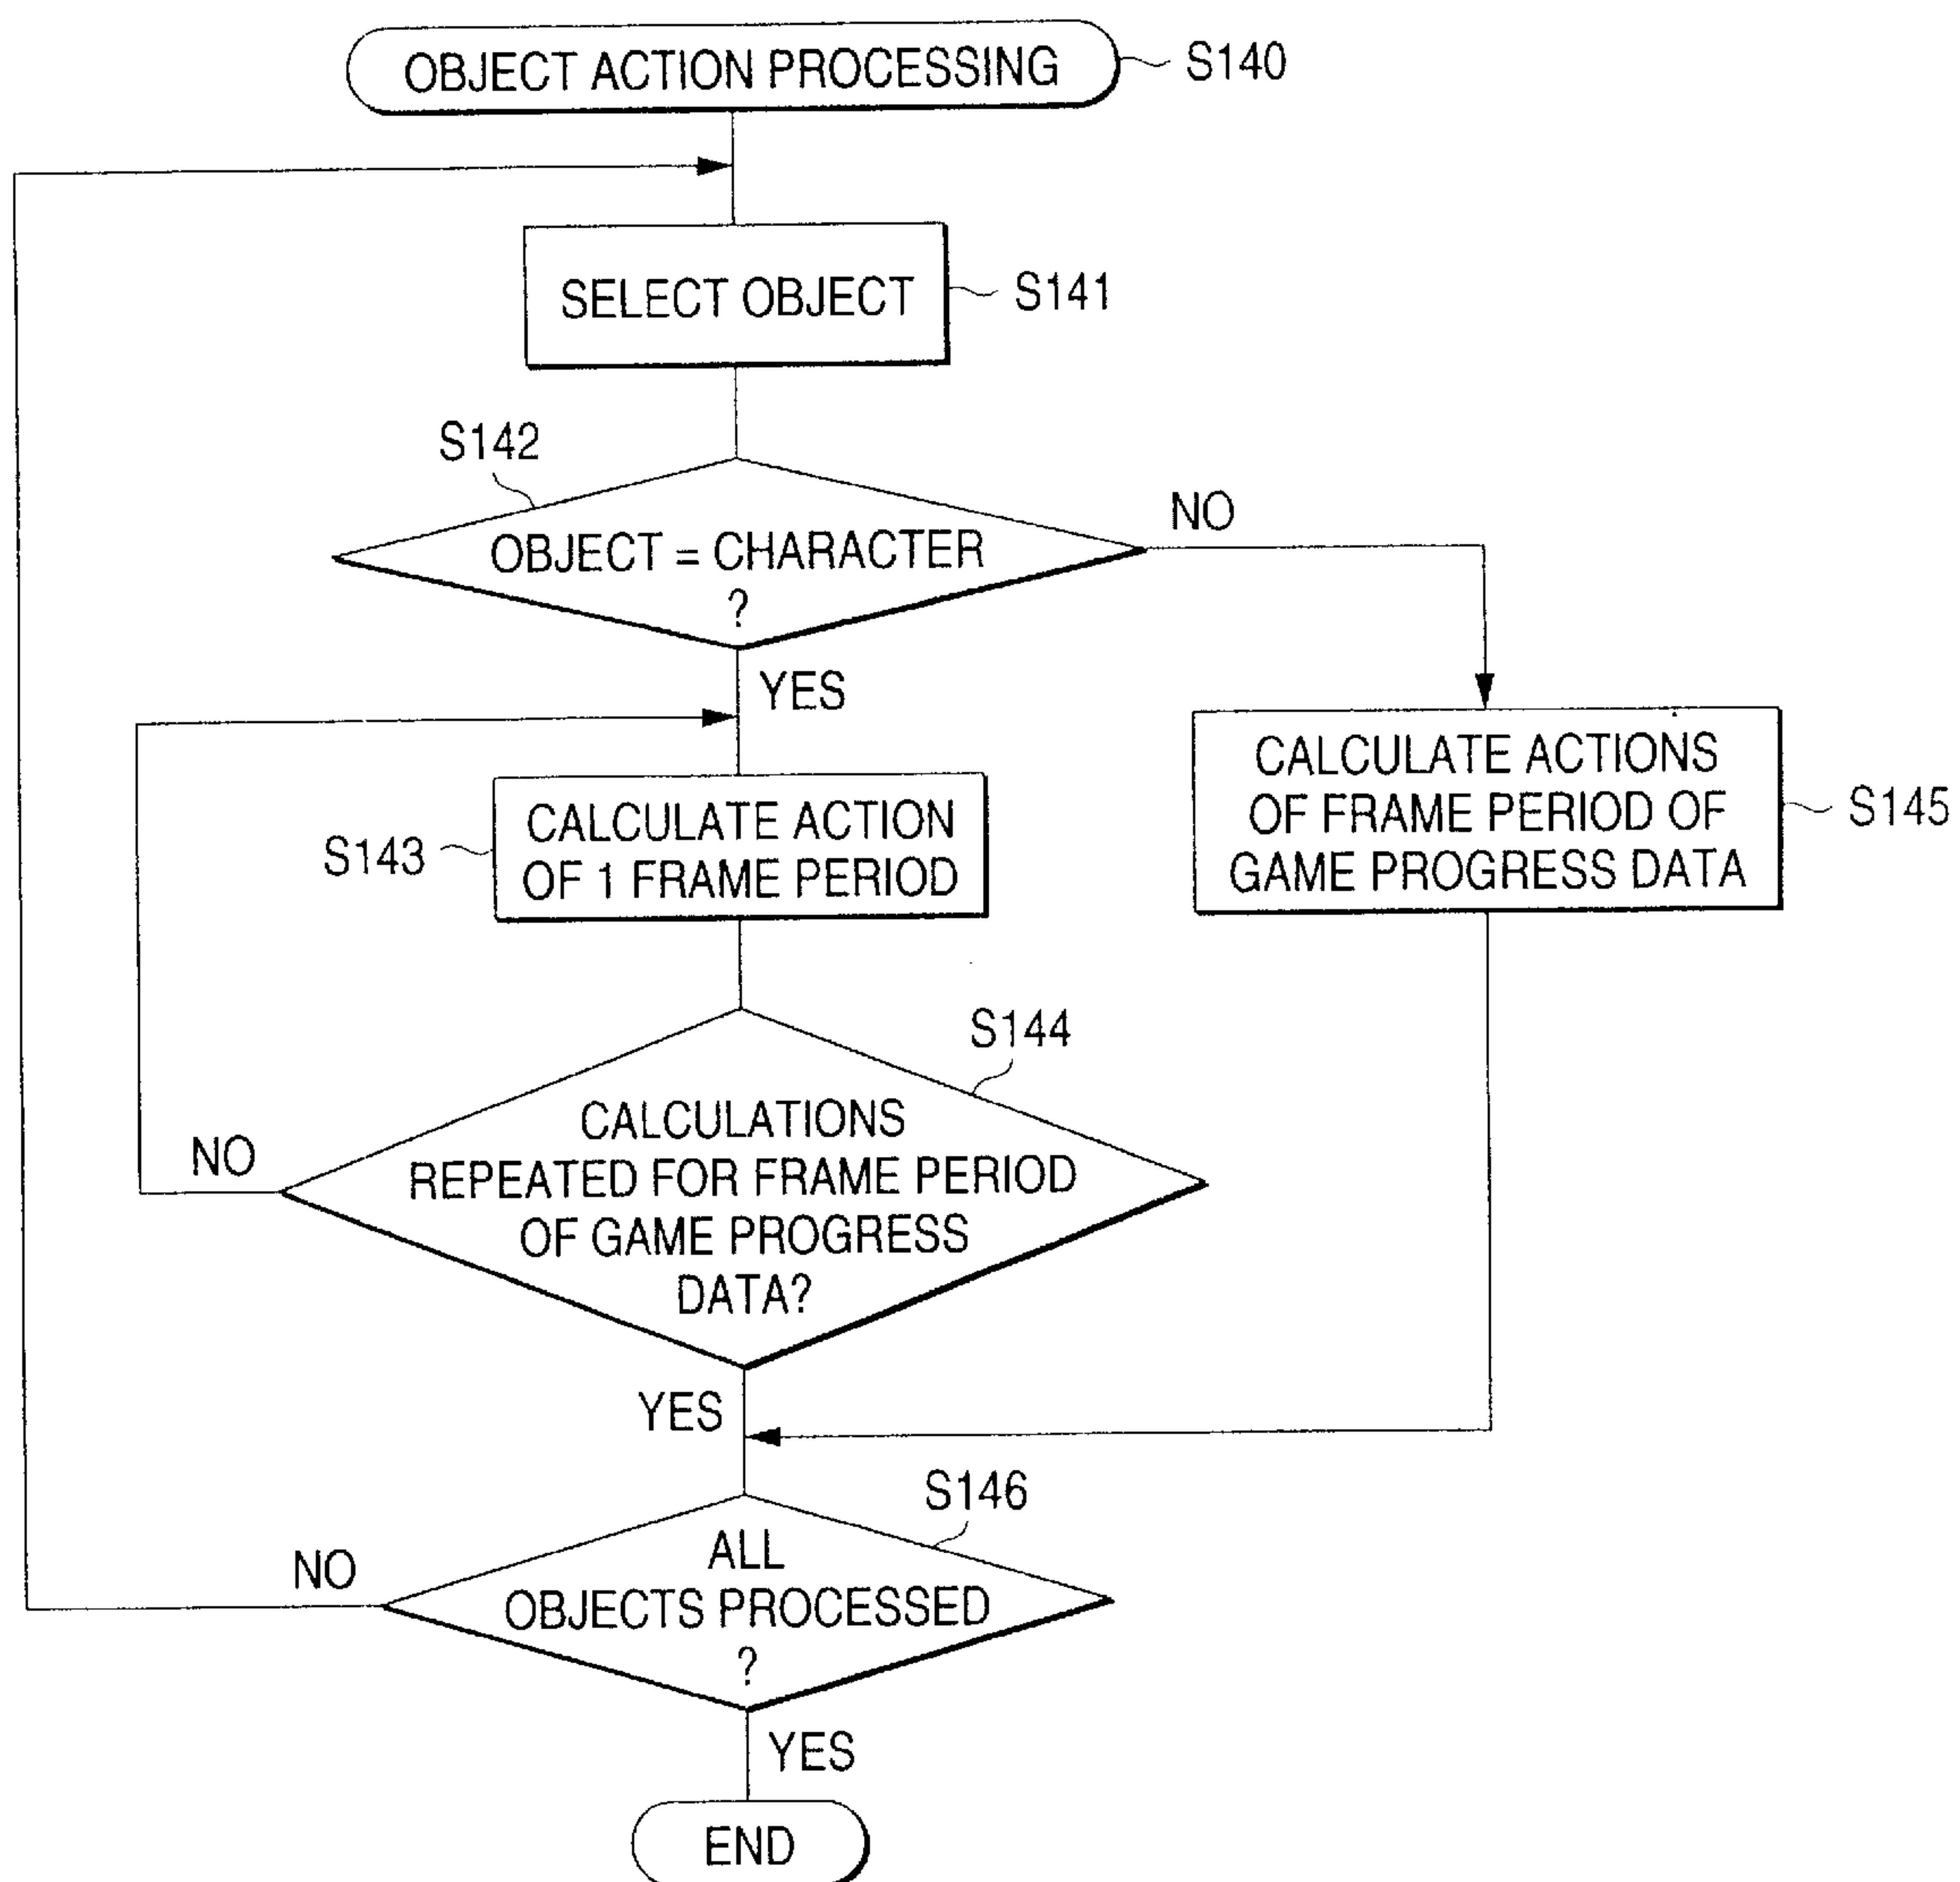 OBJECT ACTION PROCESSING
S140
SELECT OBJECT
S141
S142
OBJECT = CHARACTER
?
NO
YES
S143
CALCULATE ACTION
OF 1 FRAME PERIOD
CALCULATE ACTIONS
OF FRAME PERIOD OF
GAME PROGRESS DATA
S145
S144
CALCULATIONS
REPEATED FOR FRAME PERIOD
OF GAME PROGRESS
DATA?
NO
YES
S146
ALL
OBJECTS PROCESSED
?
NO
YES
END